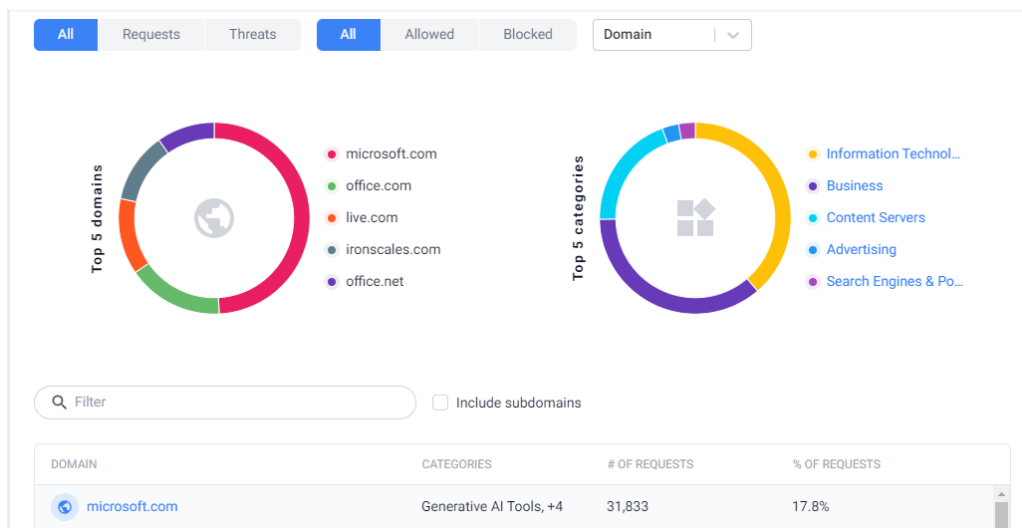 All Requests Threats All Allowed Blocked Domain
Top 5 domains
microsoft.com
office.com
live.com
ironscales.com
office.net
Top 5 categories
Information Technol...
Business
Content Servers
Advertising
Search Engines & Po...
Filter Include subdomains
DOMAIN CATEGORIES # OF REQUESTS % OF REQUESTS
microsoft.com Generative AI Tools, +4 31,833 17.8%